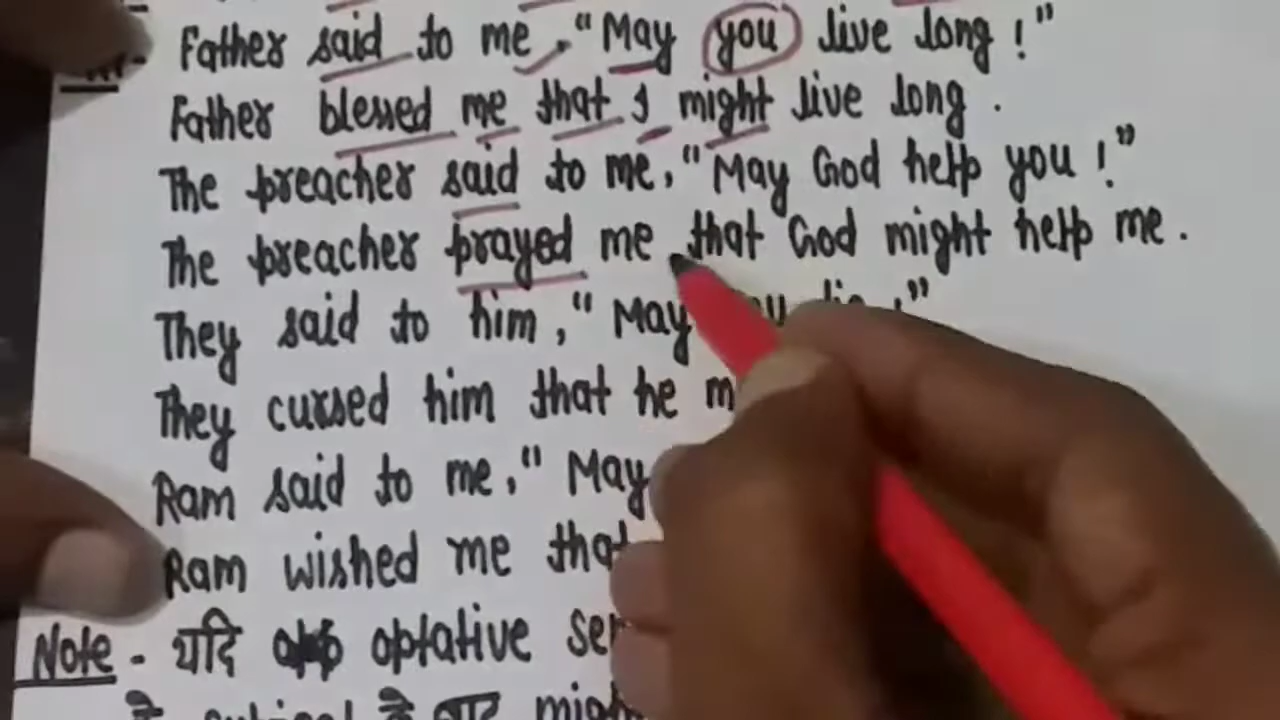 Father said to me, "May you live long!"
Father blessed me that I might live long.
The preacher said to me, "May God help you!"
The preacher prayed me that God might help me.
They said to him, "May
They cursed him that he
Ram said to me, "May
Ram wished me that
Note - यदि optative
के subject के बाद